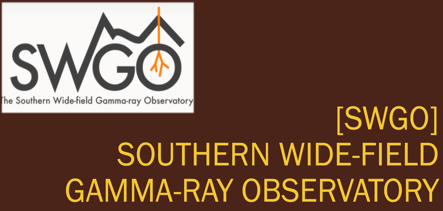 SWGO
The Southern Wide-field Gamma-ray Observatory
[SWGO]
SOUTHERN WIDE-FIELD
GAMMA-RAY OBSERVATORY